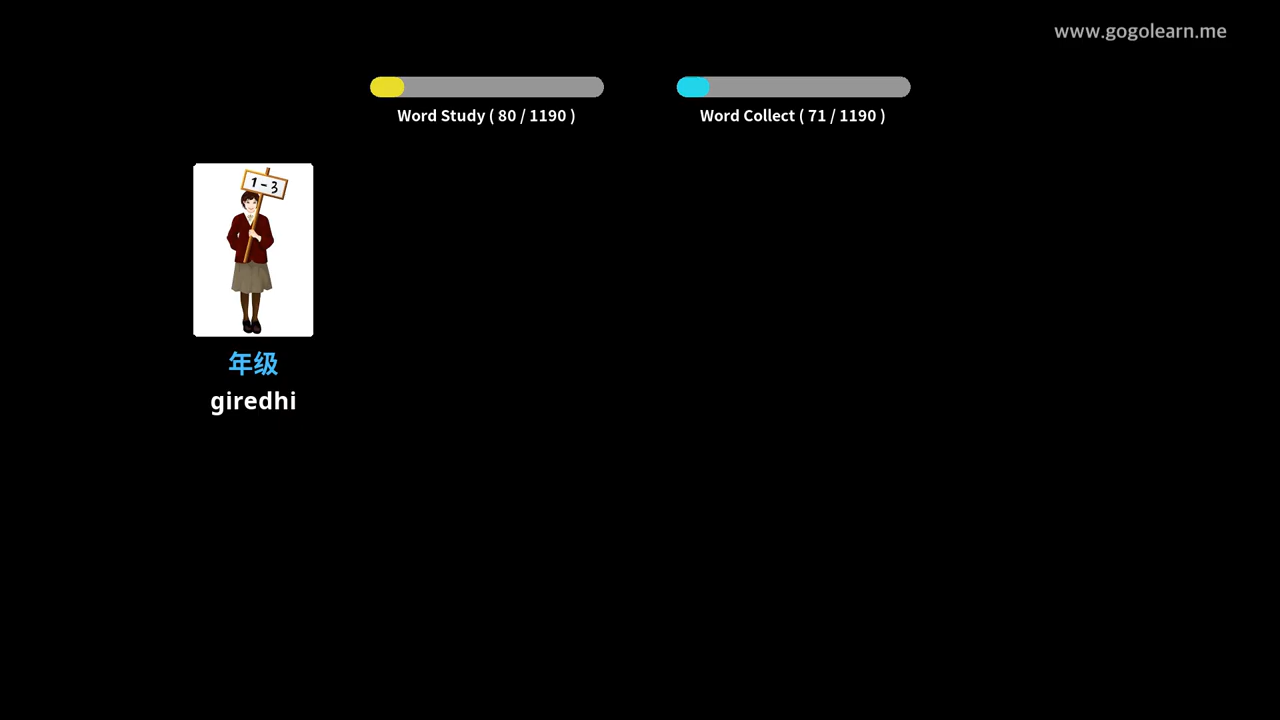 www.gogolearn.me
Word Study ( 80 / 1190 )
Word Collect ( 71 / 1190 )
1-3
年级
giredhi